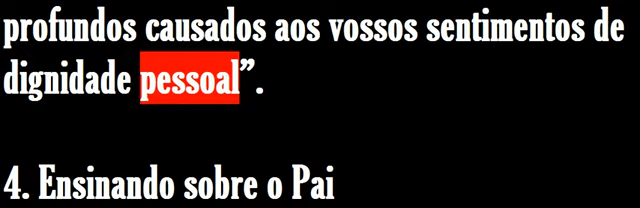 profundos causados aos vossos sentimentos de
dignidade pessoal”.
4. Ensinando sobre o Pai